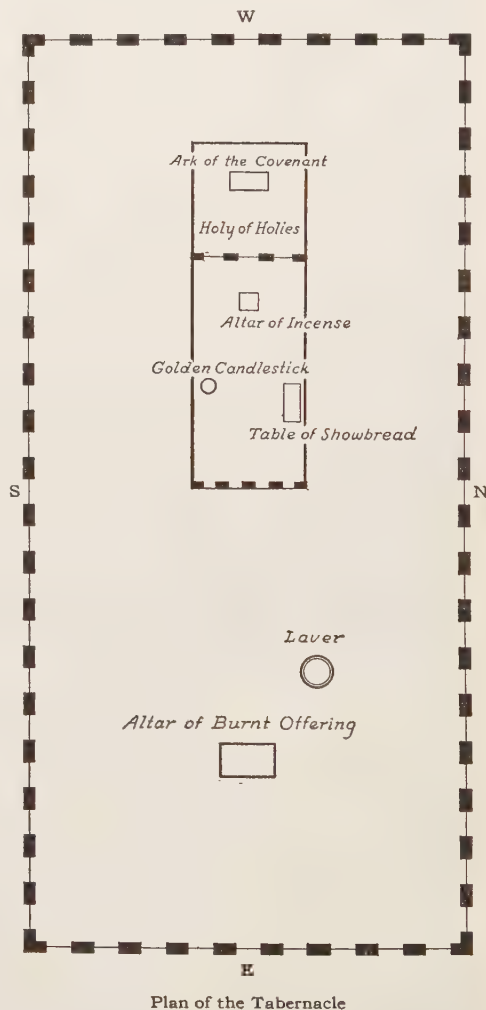 W
Ark of the Covenant
Holy of Holies
Altar of Incense
Golden Candlestick
Table of Showbread
S
N
Laver
Altar of Burnt Offering
E
Plan of the Tabernacle